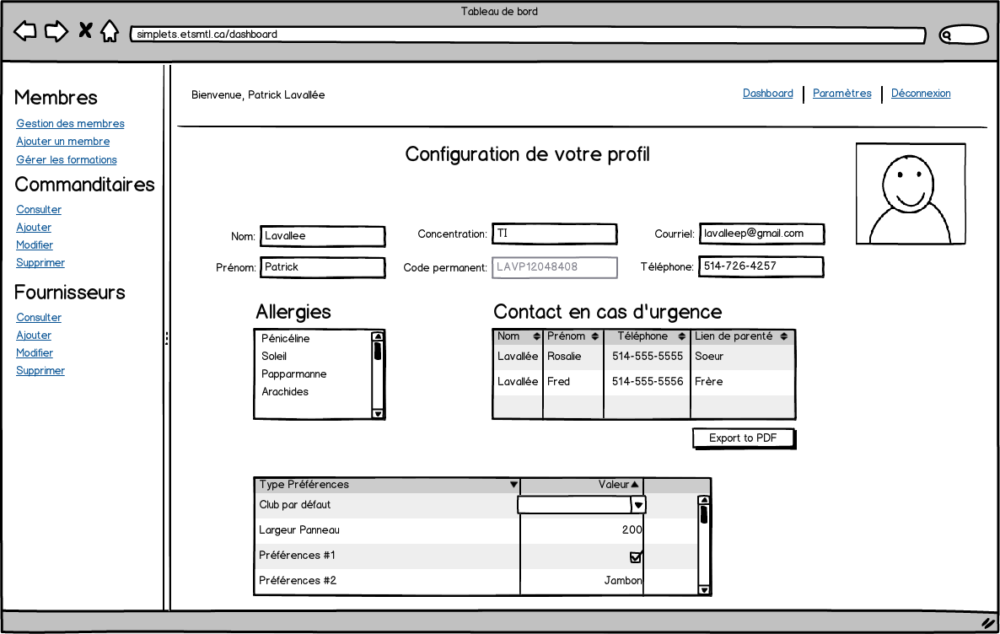 Tableau de bord
simplets.etsmtl.ca/dashboard
Membres
Gestion des membres
Ajouter un membre
Gérer les formations
Commanditaires
Consulter
Ajouter
Modifier
Supprimer
Fournisseurs
Consulter
Ajouter
Modifier
Supprimer
Bienvenue, Patrick Lavallée
Dashboard Paramètres Déconnexion
Configuration de votre profil
Nom: Lavallee Concentration: TI Courriel: lavalleep@gmail.com
Prénom: Patrick Code permanent: LAVP12048408 Téléphone: 514-726-4257
Allergies
Pénicéline
Soleil
Papparmanne
Arachides
Contact en cas d'urgence
Nom Prénom Téléphone Lien de parenté
Lavallée Rosalie 514-555-5555 Soeur
Lavallée Fred 514-555-5556 Frère
Export to PDF
Type Préférences Valeur
Club par défaut
Largeur Panneau 200
Préférences #1
Préférences #2 Jambon